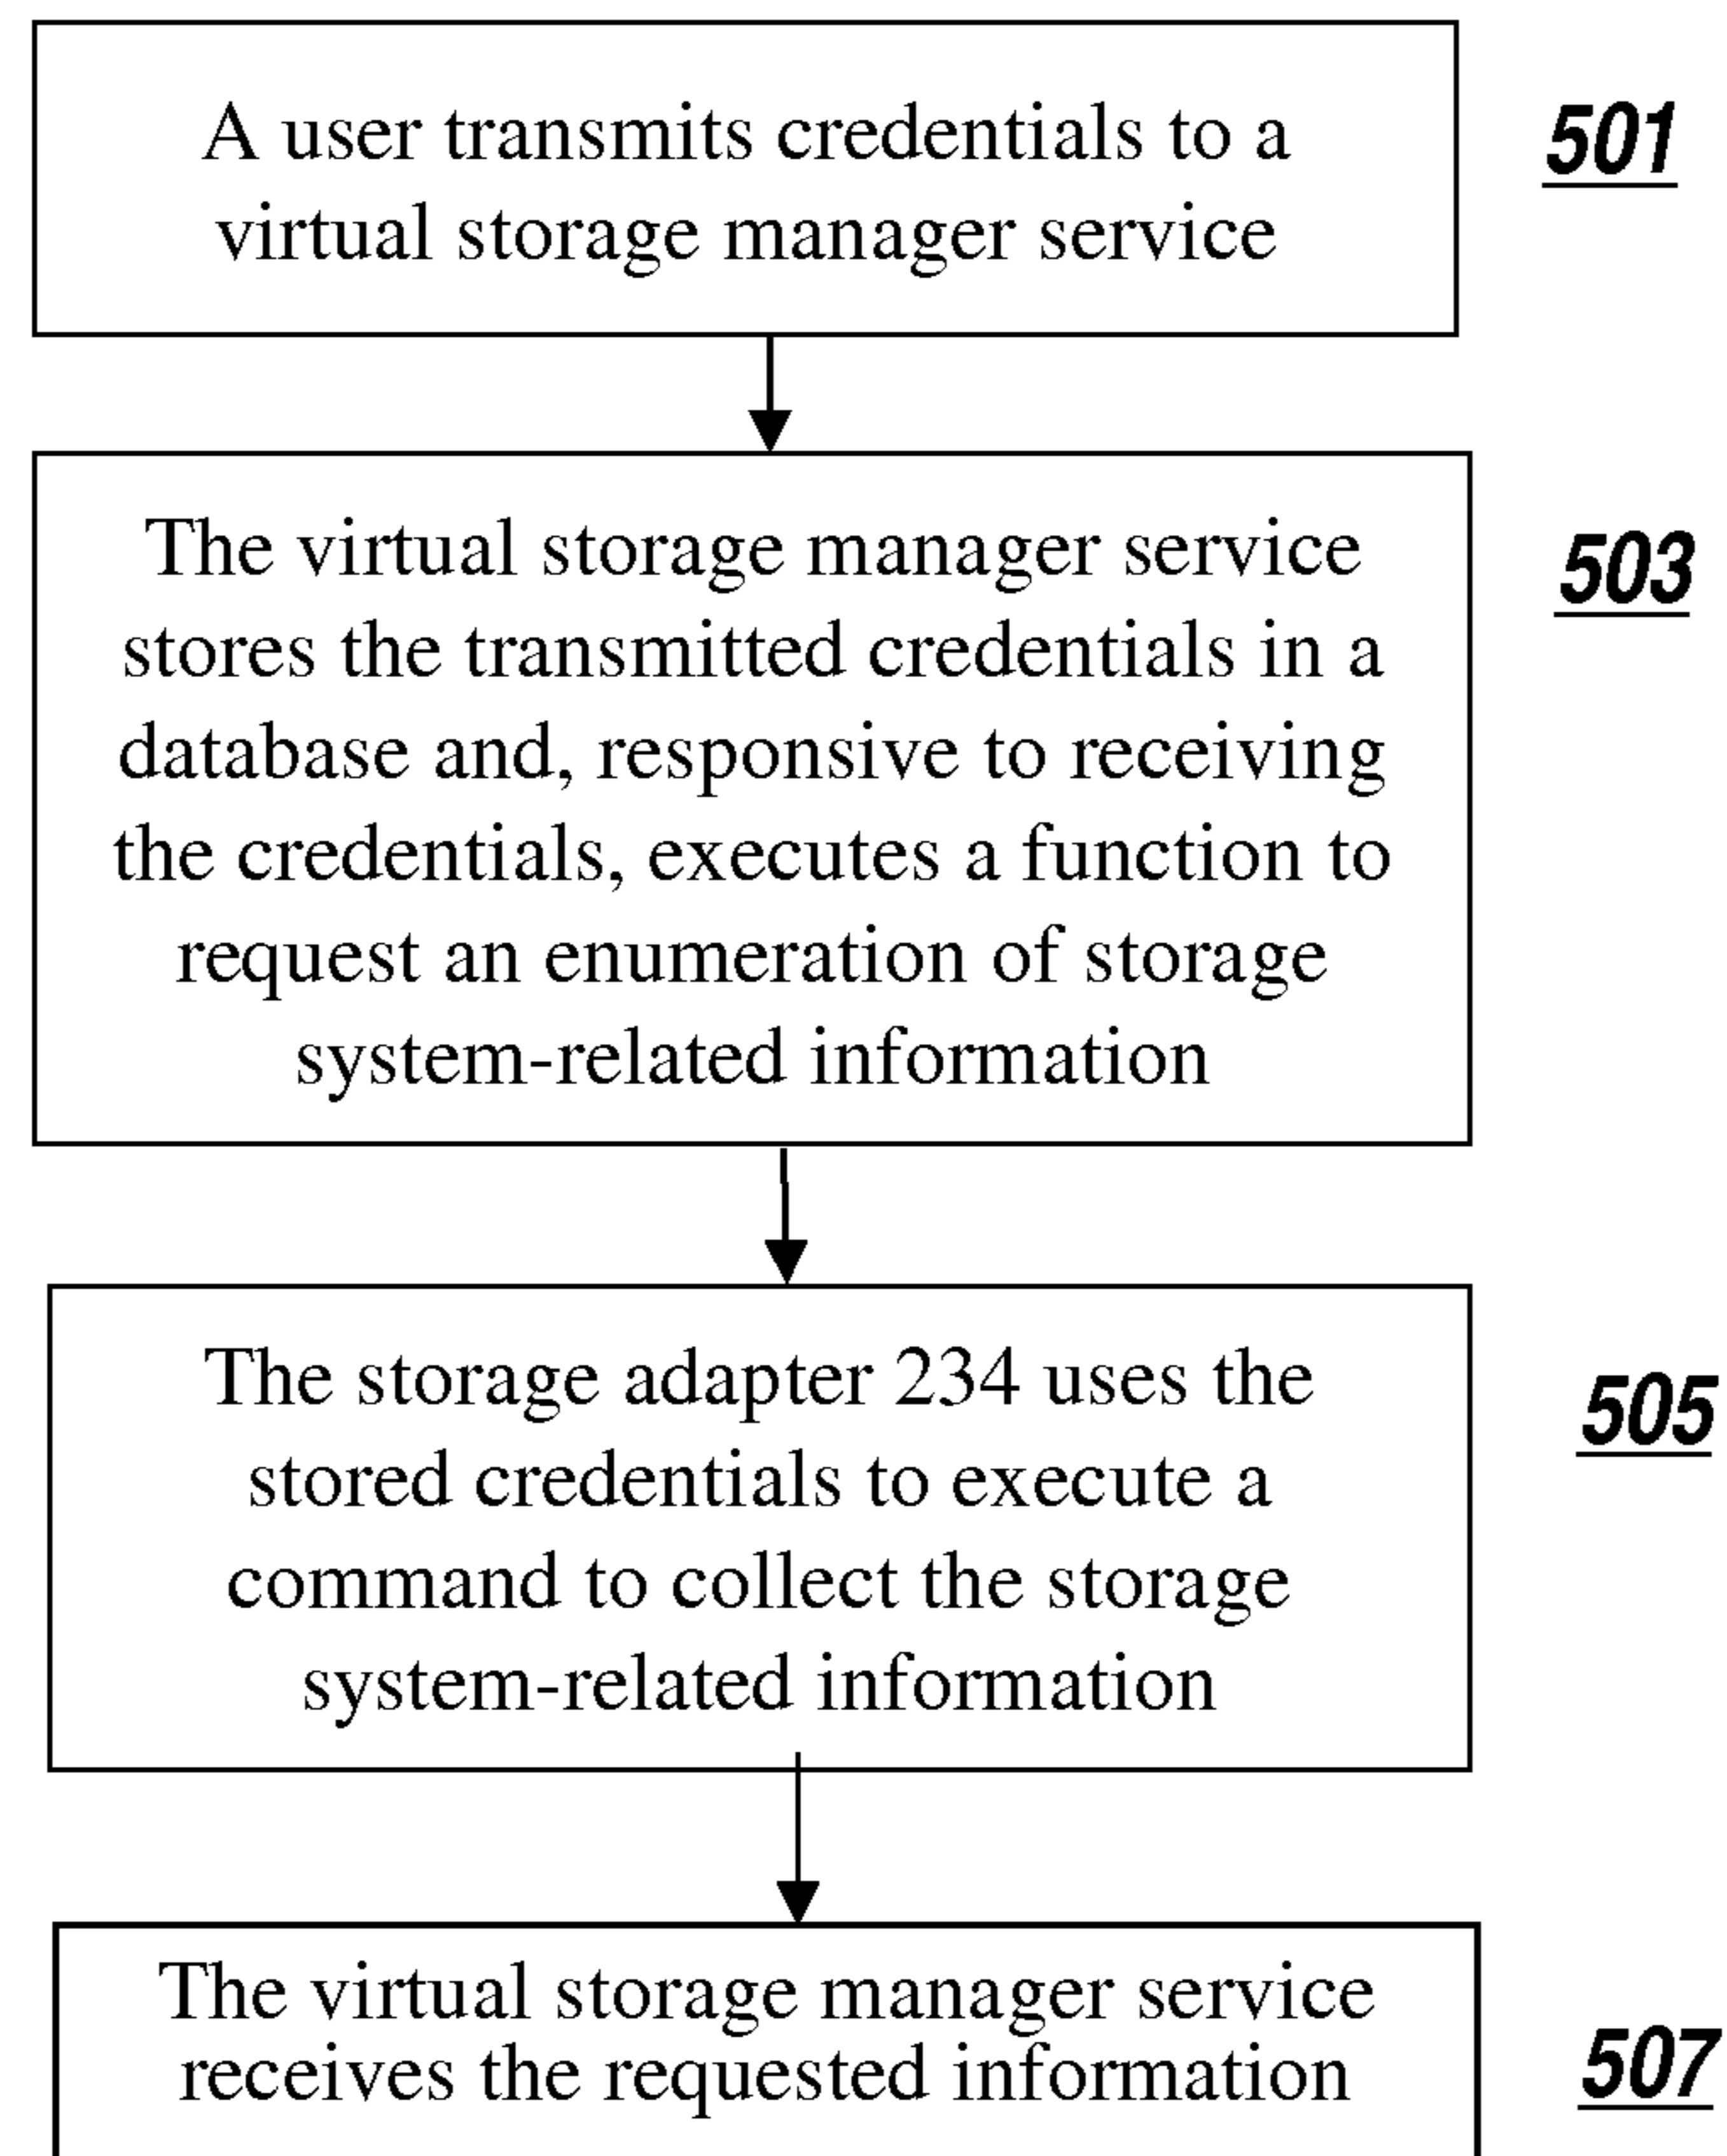 A user transmits credentials to a
virtual storage manager service
501
The virtual storage manager service
stores the transmitted credentials in a
database and, responsive to receiving
the credentials, executes a function to
request an enumeration of storage
system-related information
503
The storage adapter 234 uses the
stored credentials to execute a
command to collect the storage
system-related information
505
The virtual storage manager service
receives the requested information
507